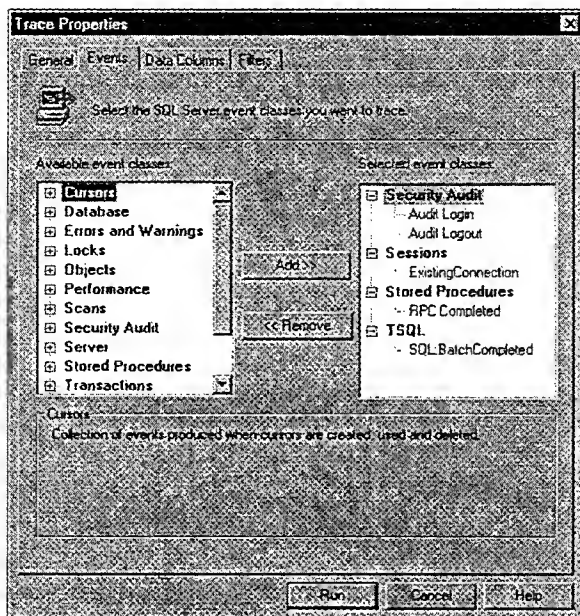 Trace Properties
General Events Data Columns Filters
Select the SQL Server event classes you want to trace.
Available event classes:
Cursors
Database
Errors and Warnings
Locks
Objects
Performance
Scans
Security Audit
Server
Stored Procedures
Transactions
Add >>
<< Remove
Selected event classes:
Security Audit
Audit Login
Audit Logout
Sessions
ExistingConnection
Stored Procedures
RPC:Completed
TSQL
SQL:BatchCompleted
Cursors
Collection of events produced when cursors are created, used and deleted.
Run Cancel Help